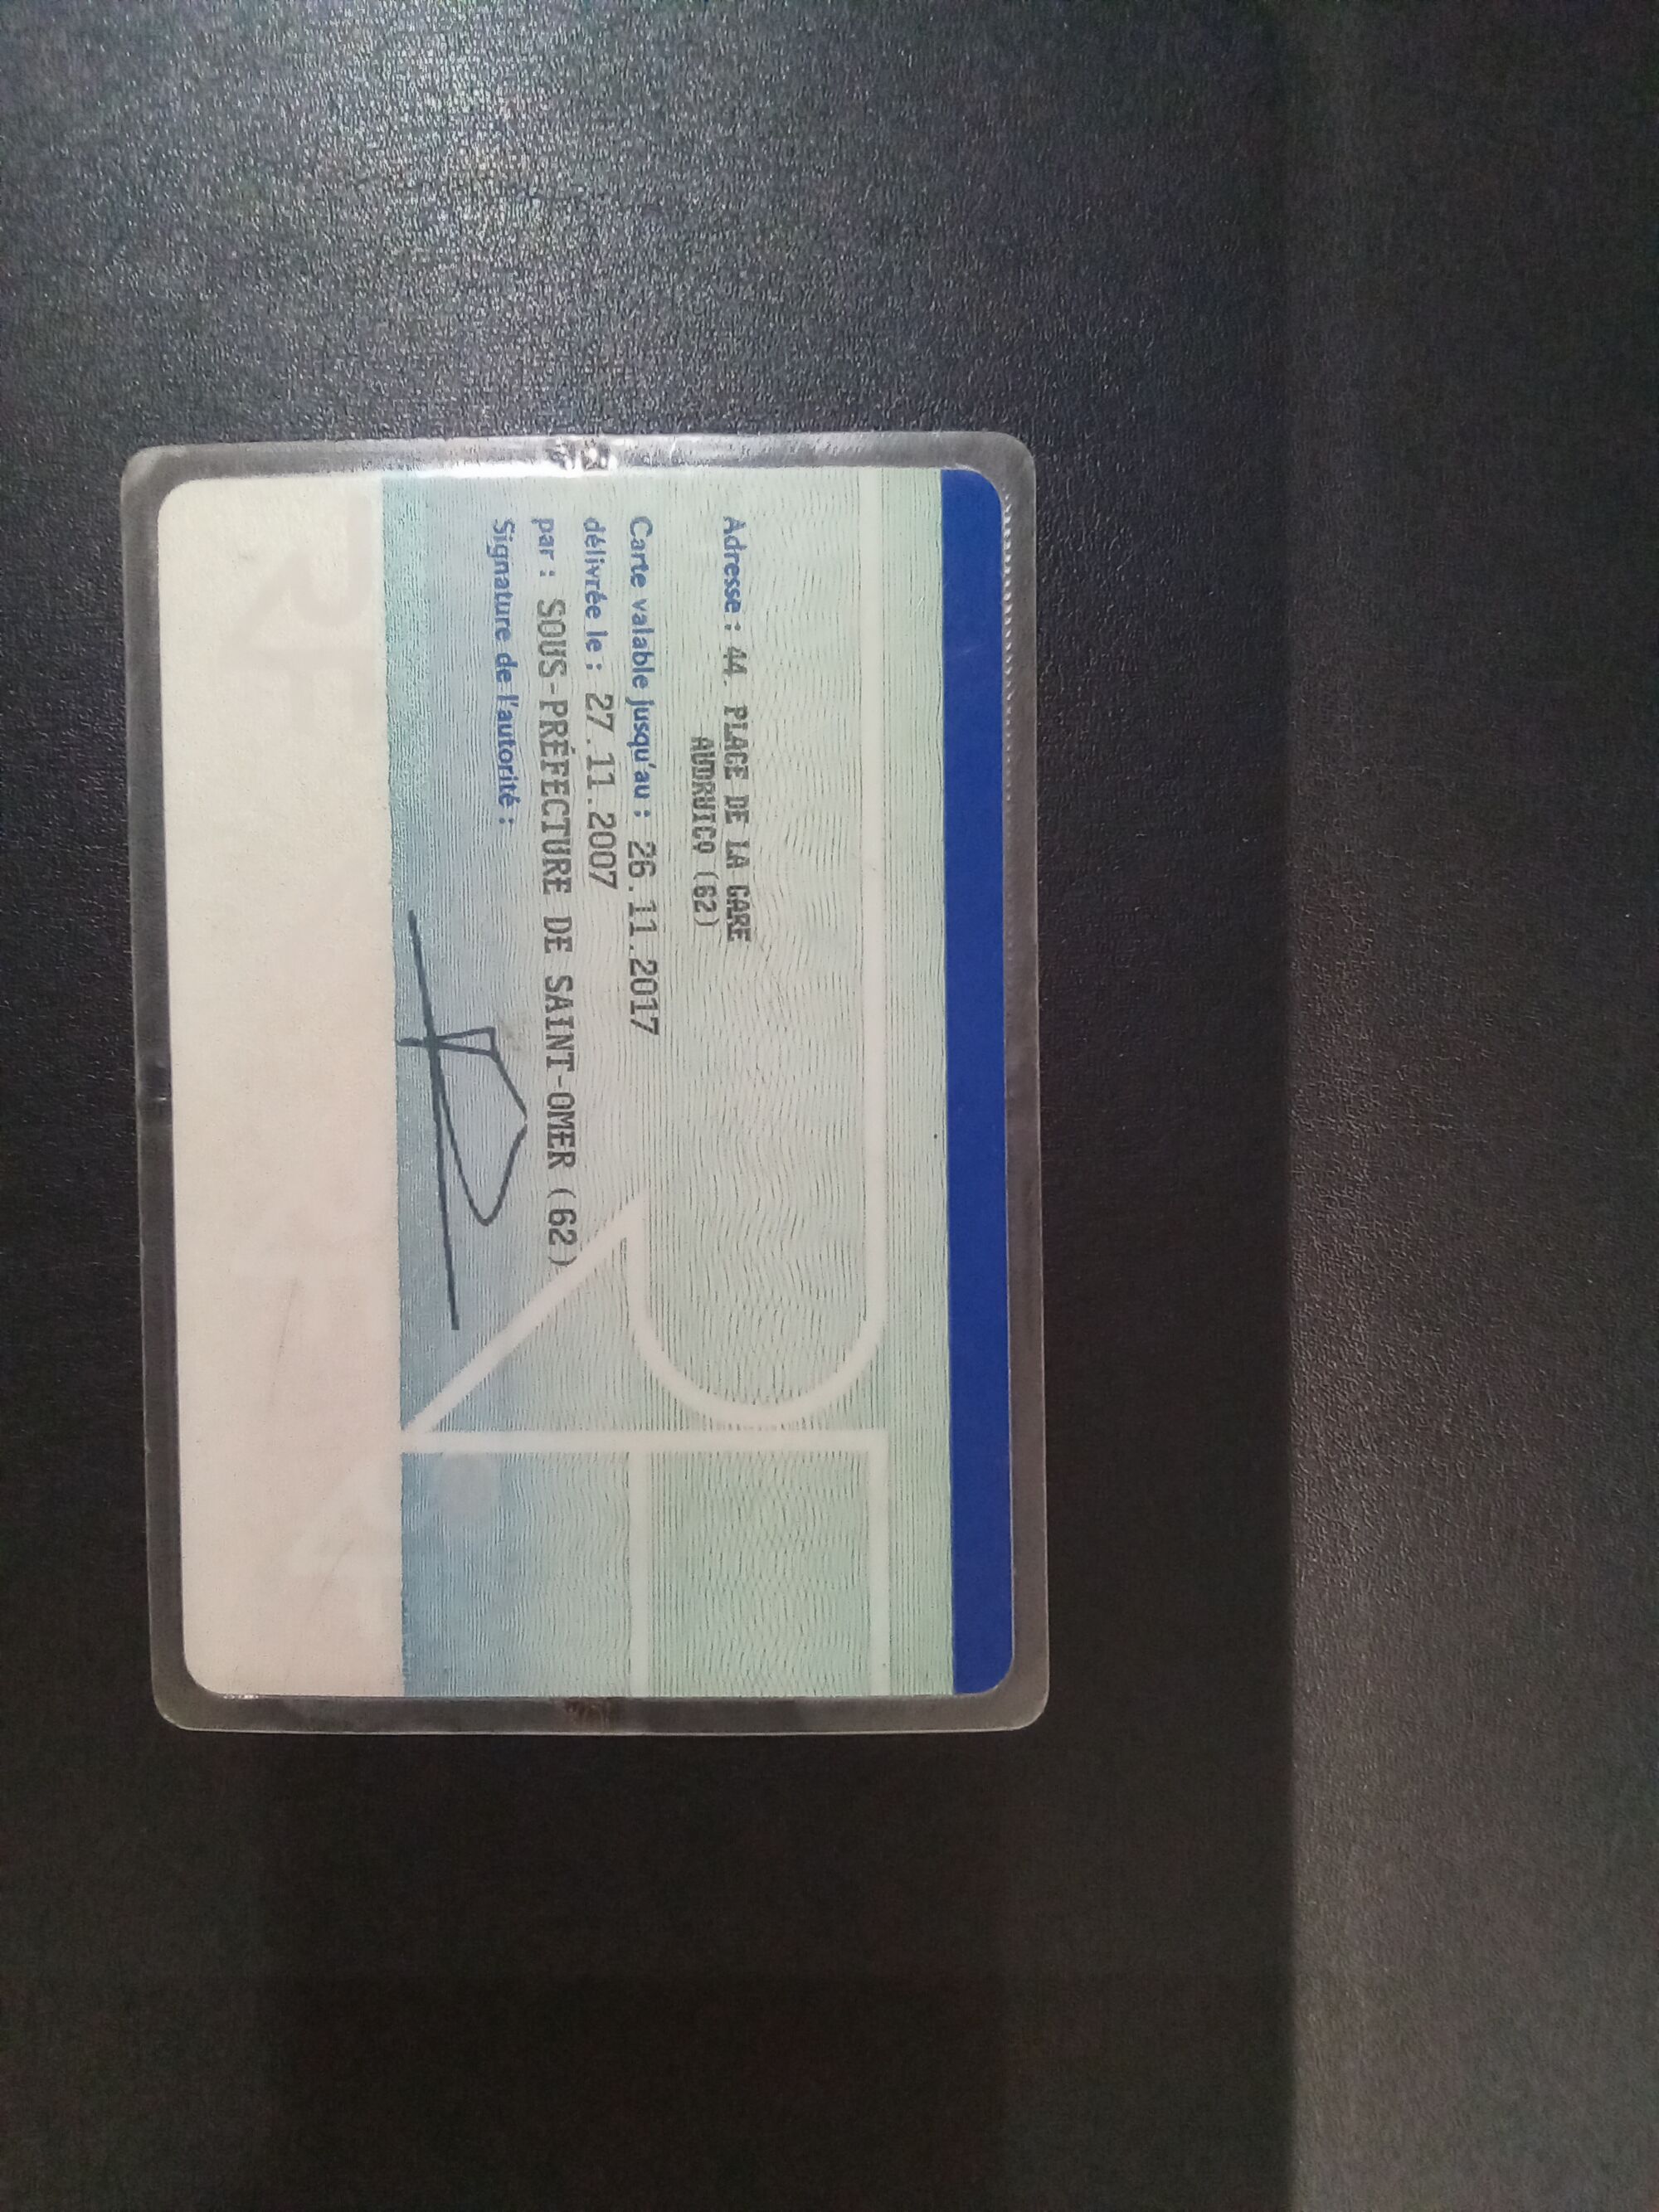 Adresse : 44, PLACE DE LA GARE
AUDRUICQ (62)
Carte valable jusqu'au : 26.11.2017
délivrée le : 27.11.2007
par : SOUS-PRÉFECTURE DE SAINT-OMER (62)
Signature de l'autorité :
RF